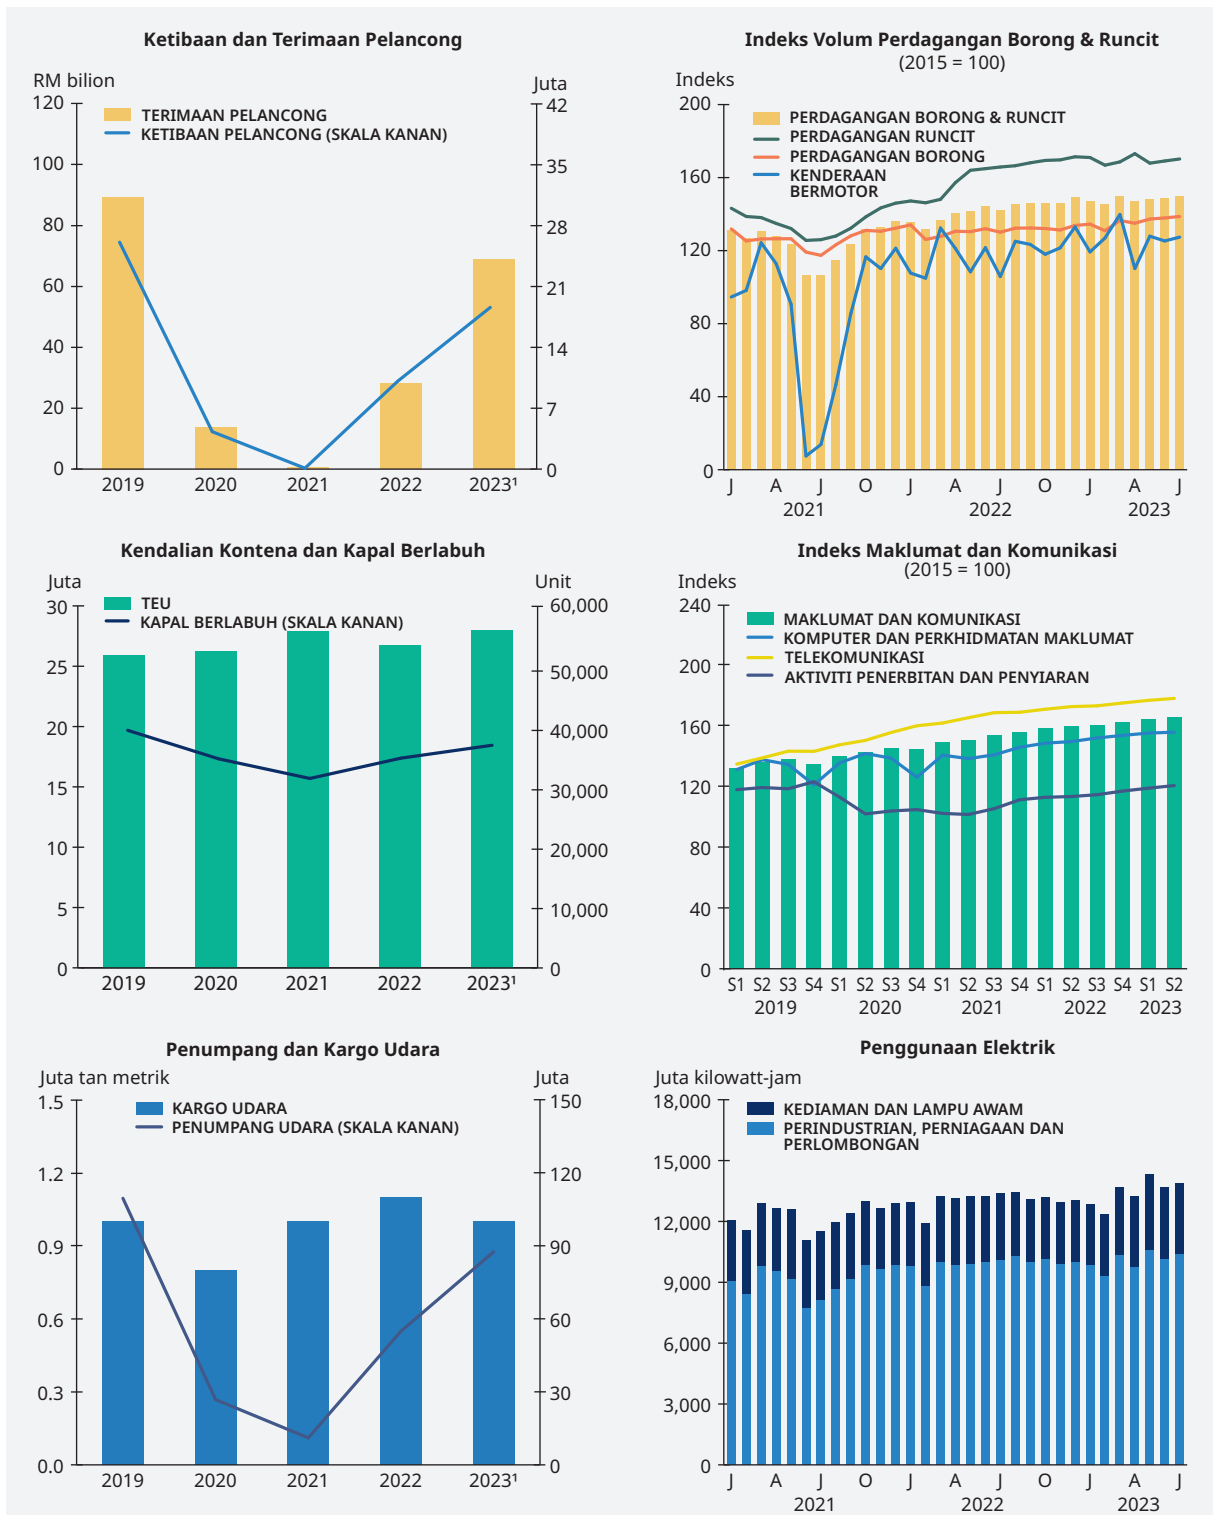 Ketibaan dan Terimaan Pelancong
RM bilion
Juta
TERIMAAN PELANCONG
KETIBAAN PELANCONG (SKALA KANAN)
120
100
80
60
40
20
0
42
35
28
21
14
7
0
2019 2020 2021 2022 2023¹
Indeks Volum Perdagangan Borong & Runcit
(2015 = 100)
Indeks
PERDAGANGAN BORONG & RUNCIT
PERDAGANGAN RUNCIT
PERDAGANGAN BORONG
KENDERAAN
BERMOTOR
200
160
120
80
40
0
J A J O J A J O J A J
2021 2022 2023
Kendalian Kontena dan Kapal Berlabuh
Juta
Unit
TEU
KAPAL BERLABUH (SKALA KANAN)
30
25
20
15
10
5
0
60,000
50,000
40,000
30,000
20,000
10,000
0
2019 2020 2021 2022 2023¹
Indeks Maklumat dan Komunikasi
(2015 = 100)
Indeks
MAKLUMAT DAN KOMUNIKASI
KOMPUTER DAN PERKHIDMATAN MAKLUMAT
TELEKOMUNIKASI
AKTIVITI PENERBITAN DAN PENYIARAN
240
200
160
120
80
40
0
S1 S2 S3 S4 S1 S2 S3 S4 S1 S2 S3 S4 S1 S2 S3 S4 S1 S2
2019 2020 2021 2022 2023
Penumpang dan Kargo Udara
Juta tan metrik
Juta
KARGO UDARA
PENUMPANG UDARA (SKALA KANAN)
1.5
1.2
0.9
0.6
0.3
0.0
150
120
90
60
30
0
2019 2020 2021 2022 2023¹
Penggunaan Elektrik
Juta kilowatt-jam
KEDIAMAN DAN LAMPU AWAM
PERINDUSTRIAN, PERNIAGAAN DAN
PERLOMBONGAN
18,000
15,000
12,000
9,000
6,000
3,000
0
J A J O J A J O J A J
2021 2022 2023